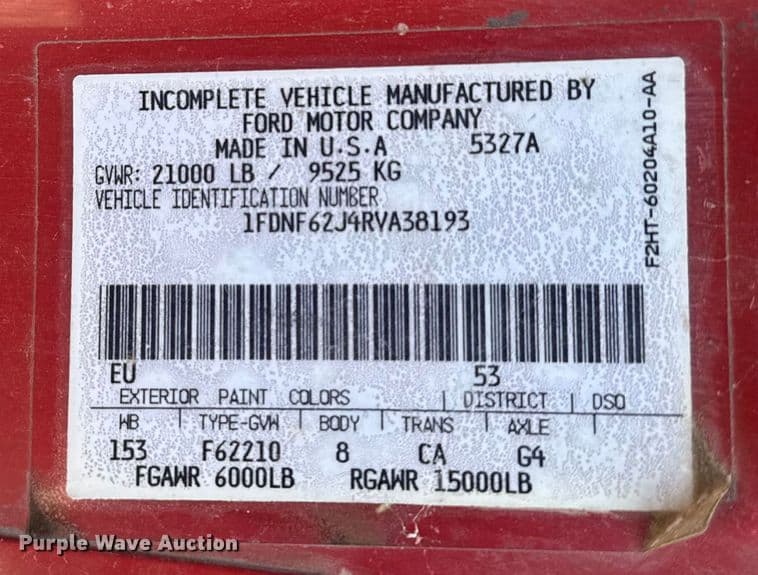 INCOMPLETE VEHICLE MANUFACTURED BY
FORD MOTOR COMPANY
MADE IN U.S.A 5327A
GVWR: 21000 LB / 9525 KG
VEHICLE IDENTIFICATION NUMBER
1FDNF62J4RVA38193
F2HT-60204A10-AA
EU 53
EXTERIOR PAINT COLORS DISTRICT DSO
WB TYPE-GVW BODY TRANS AXLE
153 F62210 8 CA G4
FGAWR 6000LB RGAWR 15000LB
Purple Wave Auction